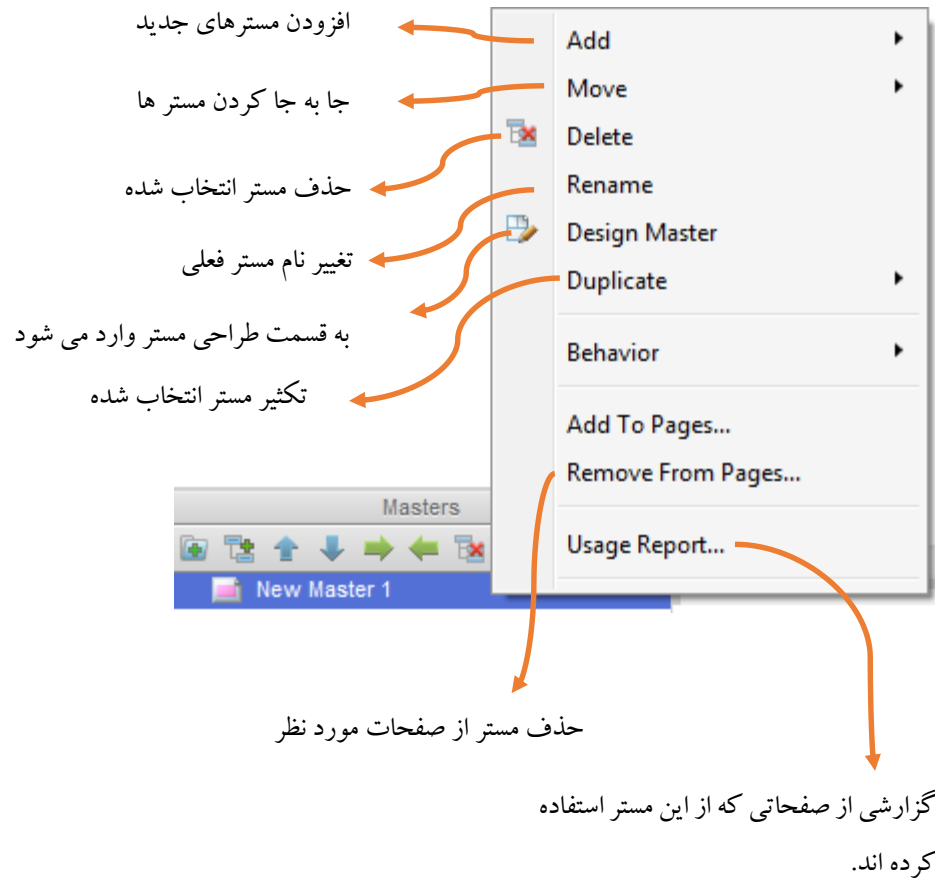 افزودن مسترهای جدید
Add
جا به جا کردن مستر ها
Move
Delete
حذف مستر انتخاب شده
Rename
Design Master
تغییر نام مستر فعلی
Duplicate
به قسمت طراحی مستر وارد می شود
Behavior
تکثیر مستر انتخاب شده
Add To Pages...
Remove From Pages...
Masters
Usage Report...
New Master 1
حذف مستر از صفحات مورد نظر
گزارشی از صفحاتی که از این مستر استفاده
کرده اند.